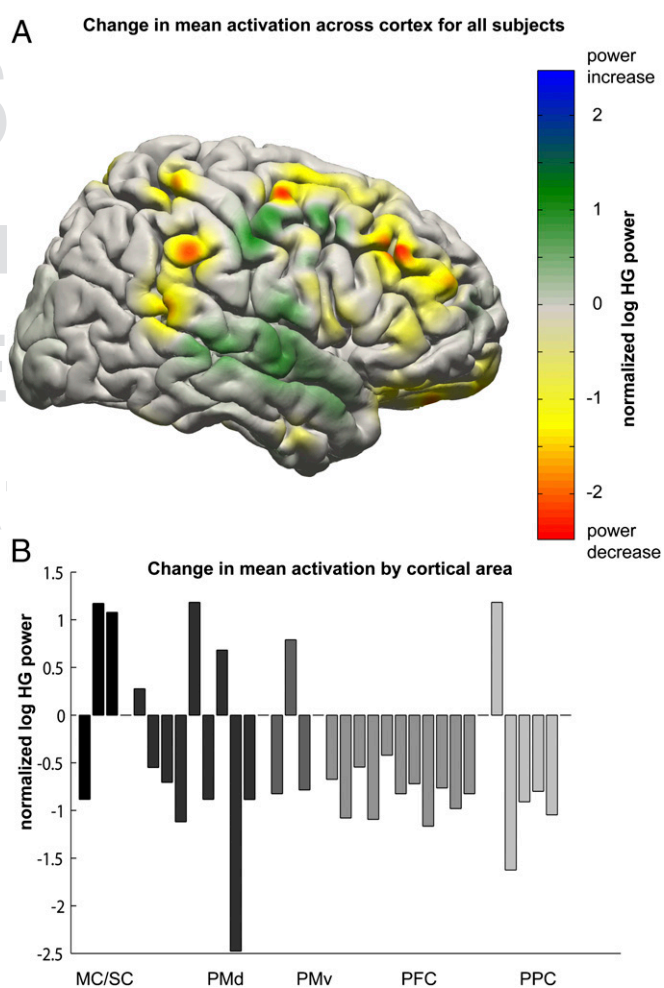 A
Change in mean activation across cortex for all subjects
power
increase
2
1
0
-1
-2
power
decrease
normalized log HG power
B
Change in mean activation by cortical area
normalized log HG power
1.5
1
0.5
0
-0.5
-1
-1.5
-2
-2.5
MC/SC PMd PMv PFC PPC